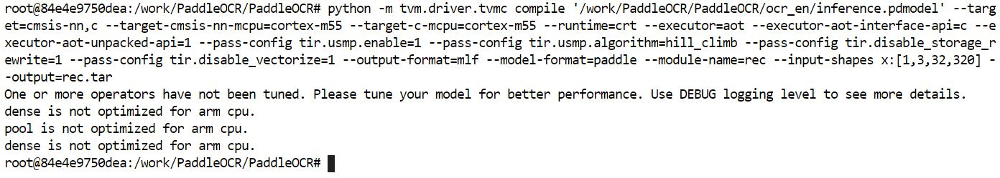 root@84e4e9750dea:/work/PaddleOCR/PaddleOCR# python -m tvm.driver.tvmc compile '/work/PaddleOCR/PaddleOCR/ocr_en/inference.pdmodel' --targ
et=cmsis-nn,c --target-cmsis-nn-mcpu=cortex-m55 --target-c-mcpu=cortex-m55 --runtime=crt --executor=aot --executor-aot-interface-api=c --e
xecutor-aot-unpacked-api=1 --pass-config tir.usmp.enable=1 --pass-config tir.usmp.algorithm=hill_climb --pass-config tir.disable_storage_r
ewrite=1 --pass-config tir.disable_vectorize=1 --output-format=mlf --model-format=paddle --module-name=rec --input-shapes x:[1,3,32,320] -
-output=rec.tar
One or more operators have not been tuned. Please tune your model for better performance. Use DEBUG logging level to see more details.
dense is not optimized for arm cpu.
pool is not optimized for arm cpu.
dense is not optimized for arm cpu.
root@84e4e9750dea:/work/PaddleOCR/PaddleOCR#